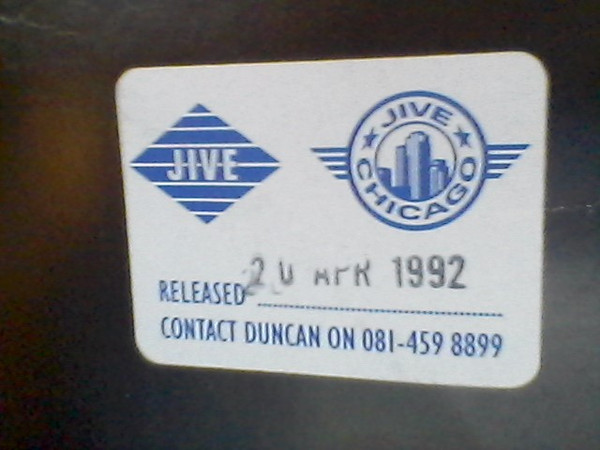 JIVE
JIVE
CHICAGO
20 APR 1992
RELEASED
CONTACT DUNCAN ON 081-459 8899